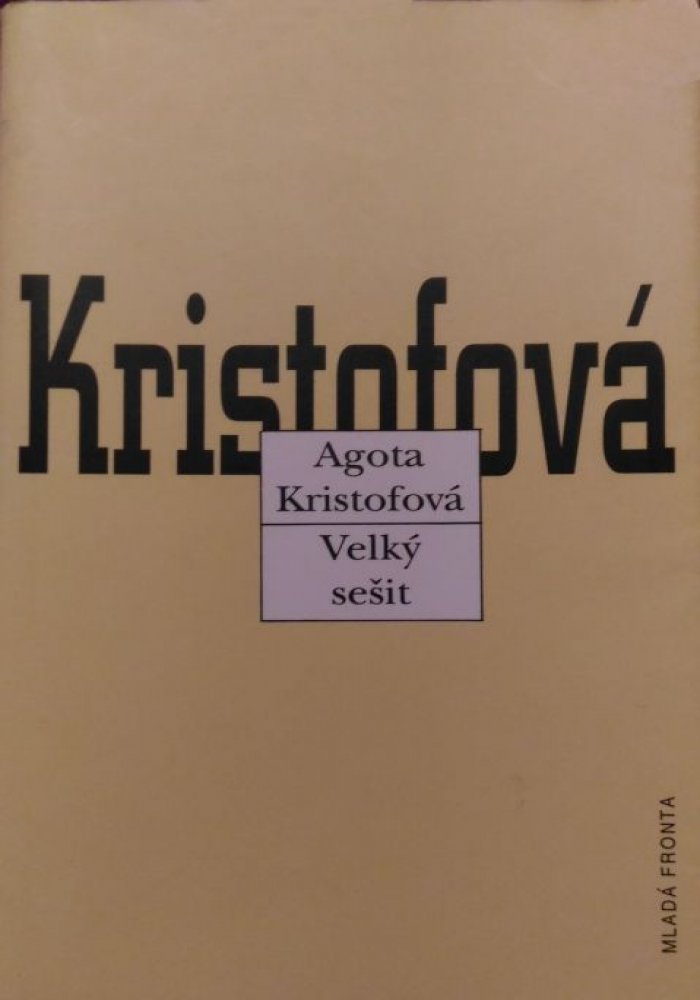 Kristofová
Agota
Kristofová
Velký
sešit
MLADÁ FRONTA